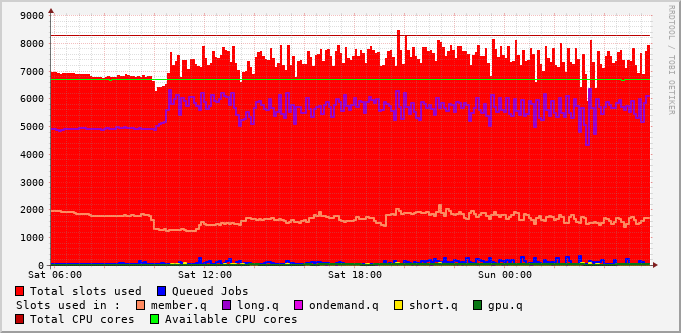 9000
8000
7000
6000
5000
4000
3000
2000
1000
0
Sat 06:00 Sat 12:00 Sat 18:00 Sun 00:00
Total slots used Queued Jobs
Slots used in : member.q long.q ondemand.q short.q gpu.q
Total CPU cores Available CPU cores
RRDTOOL / TOBI OETIKER